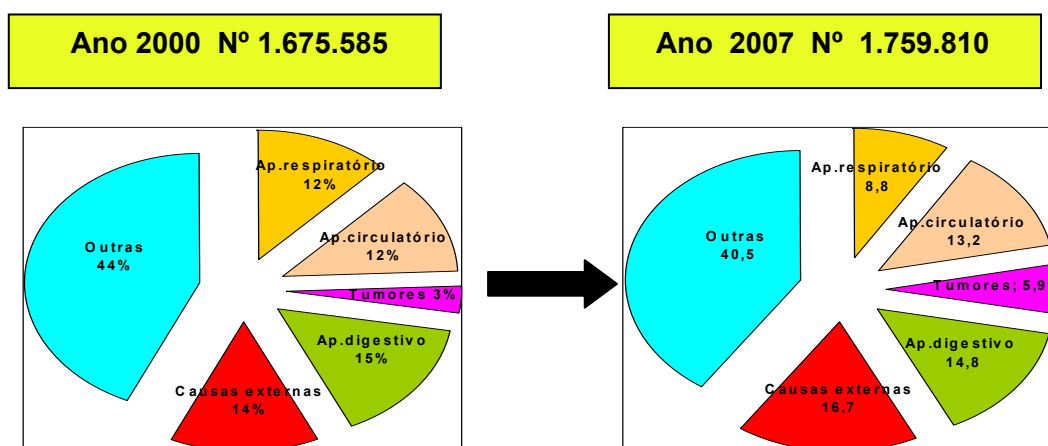 Ano 2000 Nº 1.675.585
Ano 2007 Nº 1.759.810
Ap.respiratório
12%
Ap.circulatório
12%
Tumores 3%
Ap.digestivo
15%
Causas externas
14%
Outras
44%
Ap.respiratório
8,8
Ap.circulatório
13,2
Tumores; 5,9
Ap.digestivo
14,8
Causas externas
16,7
Outras
40,5